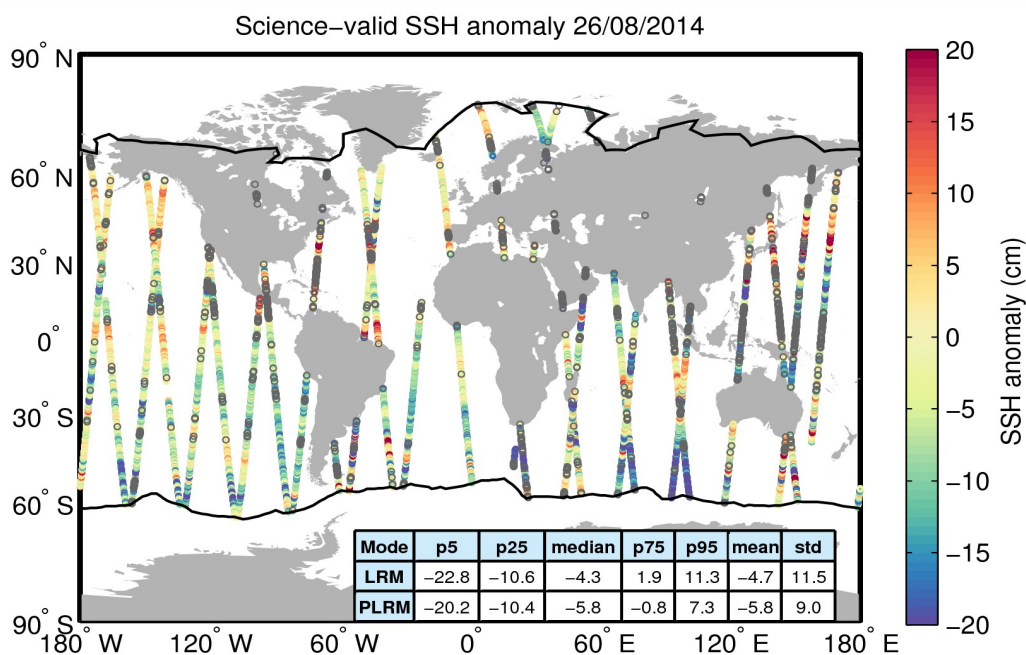 Science−valid SSH anomaly 26/08/2014
90° N
60° N
30° N
0°
30° S
60° S
90° S
180° W 120° W 60° W 0° 60° E 120° E 180° E
Mode p5 p25 median p75 p95 mean std
LRM −22.8 −10.6 −4.3 1.9 11.3 −4.7 11.5
PLRM −20.2 −10.4 −5.8 −0.8 7.3 −5.8 9.0
20
15
10
5
0
−5
−10
−15
−20
SSH anomaly (cm)